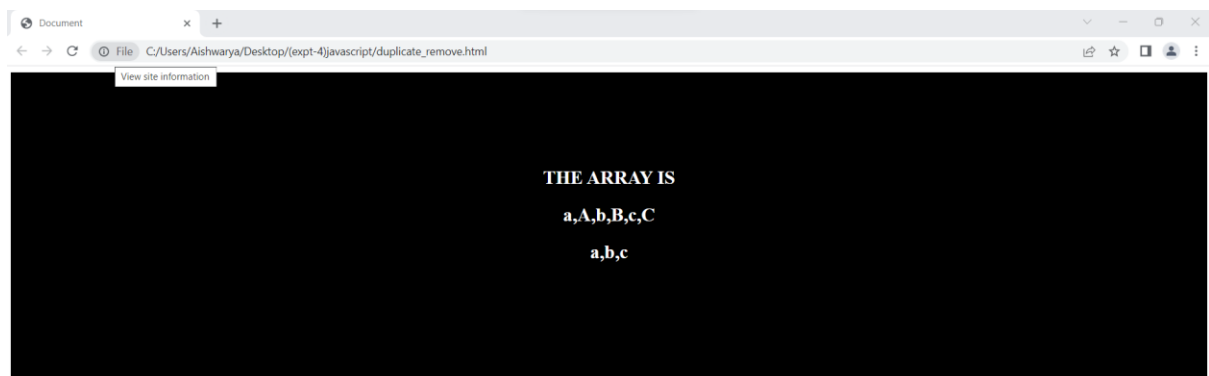 Document
File C:/Users/Aishwarya/Desktop/(expt-4)javascript/duplicate_remove.html
View site information
THE ARRAY IS
a,A,b,B,c,C
a,b,c